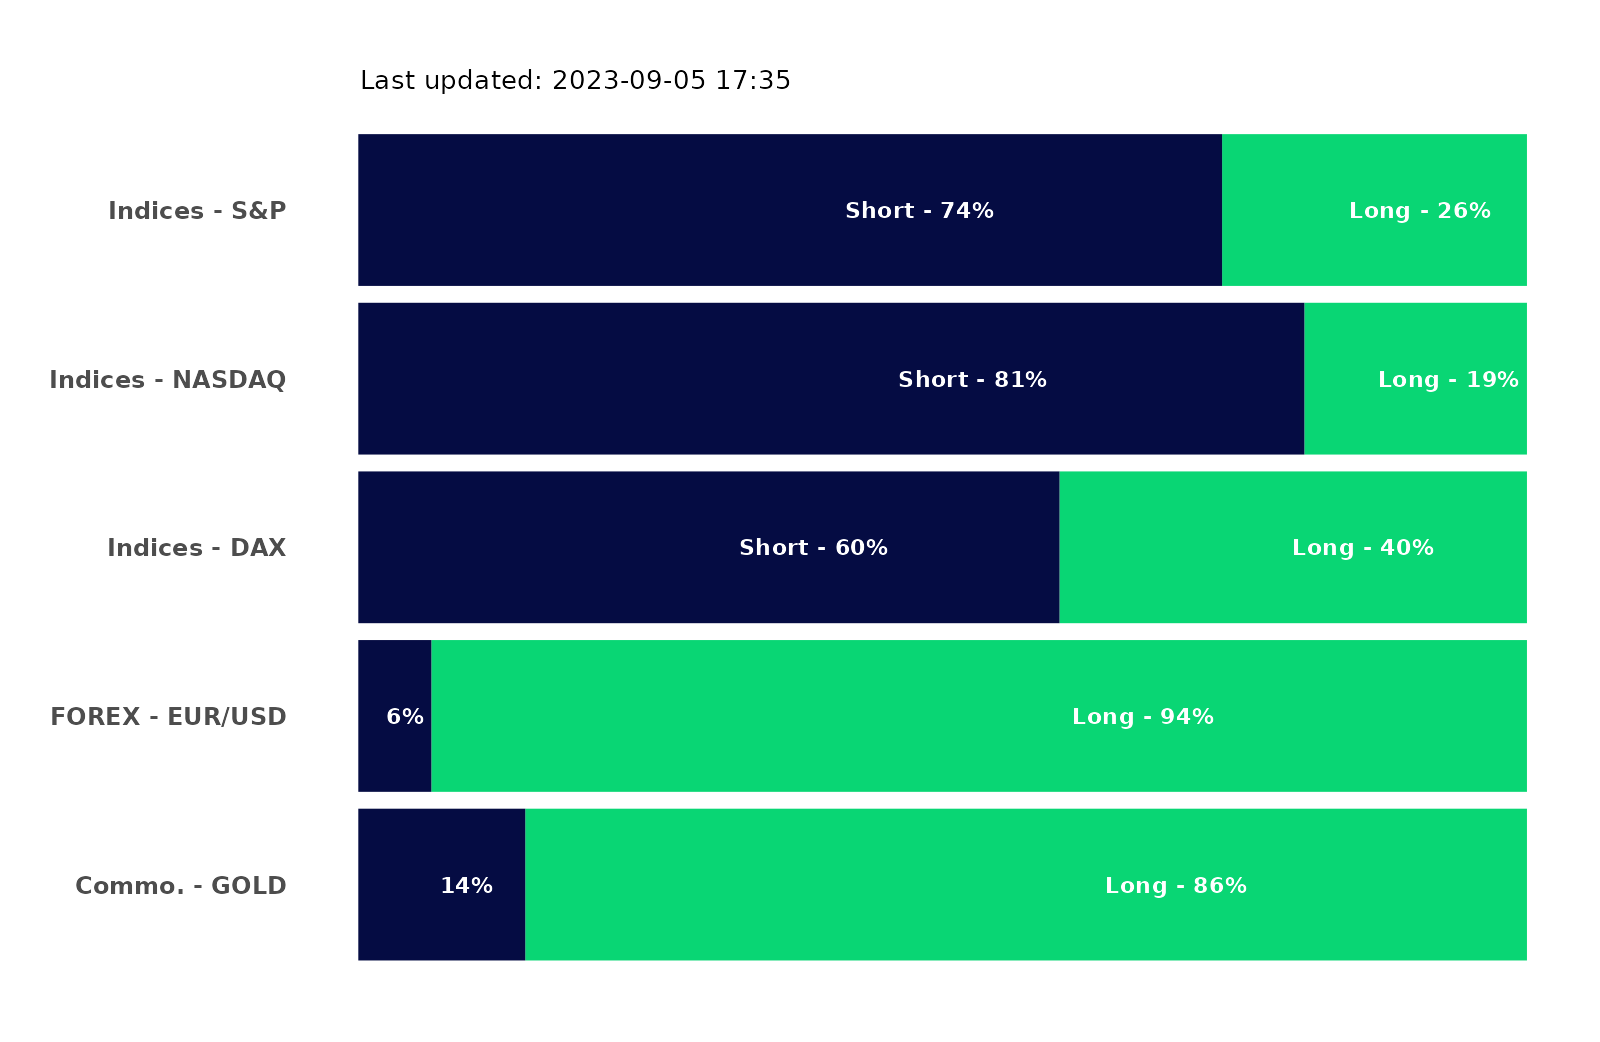 Last updated: 2023-09-05 17:35
Indices - S&P Short - 74% Long - 26%
Indices - NASDAQ Short - 81% Long - 19%
Indices - DAX Short - 60% Long - 40%
FOREX - EUR/USD 6% Long - 94%
Commo. - GOLD 14% Long - 86%